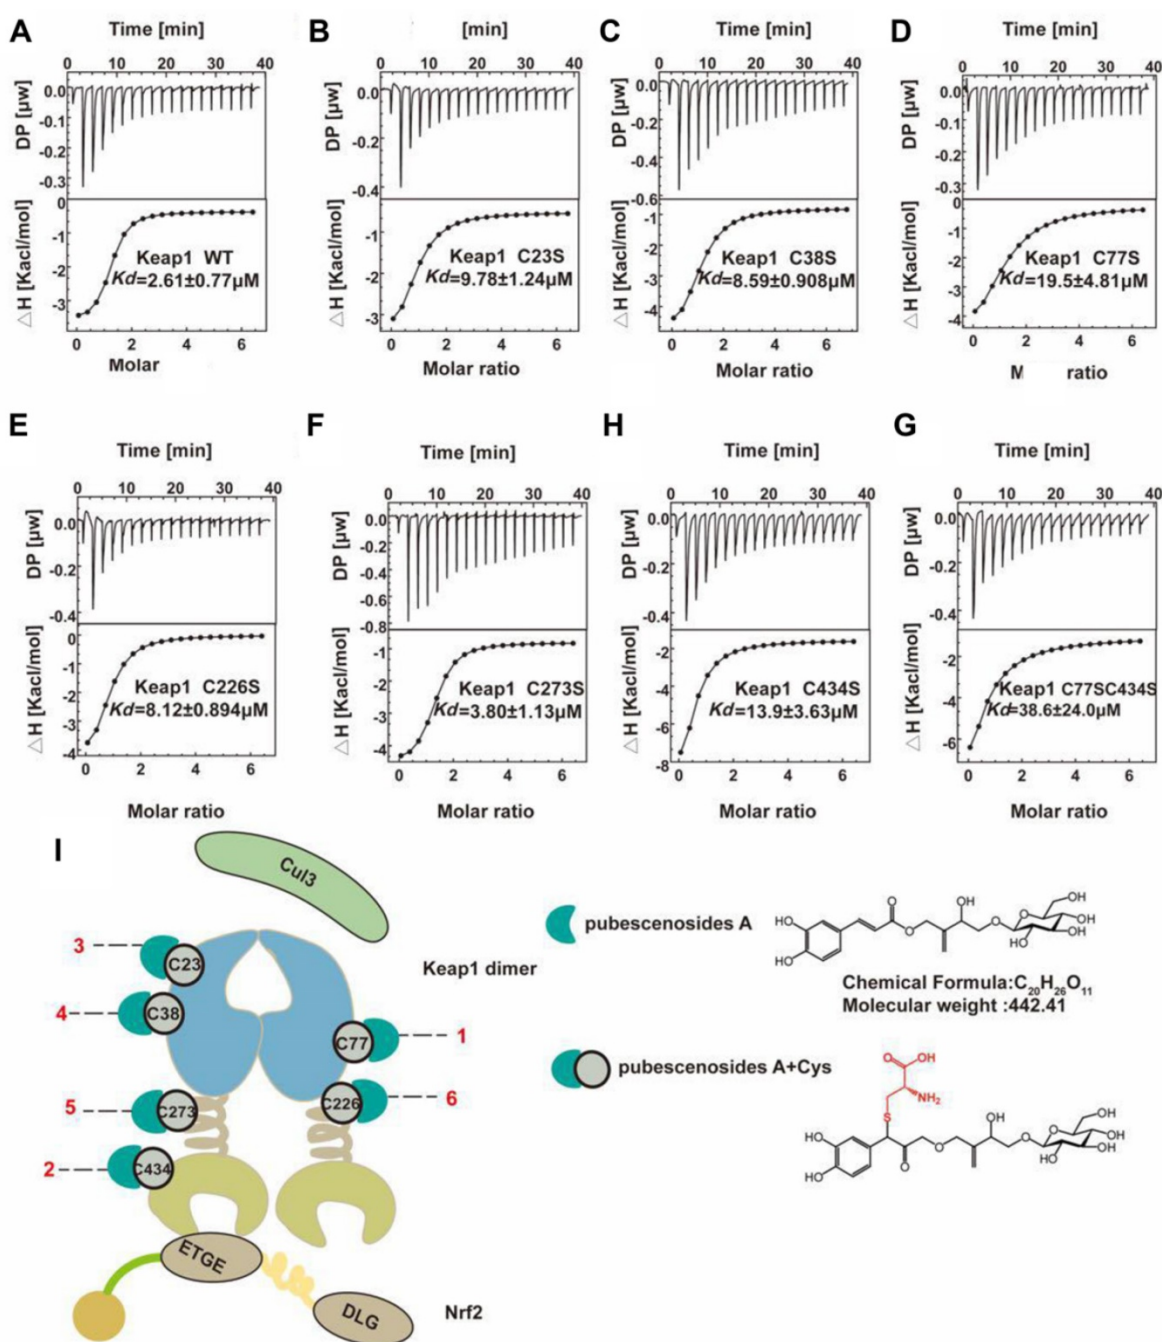 A
Time [min]
0 10 20 30 40
DP [μw]
0.0
-0.1
-0.2
-0.3
△H [Kacl/mol]
0
-1
-2
-3
Keap1 WT
Kd=2.61±0.77μM
0 2 4 6
Molar
B
[min]
0 10 20 30 40
DP [μw]
0.0
-0.2
-0.4
△H [Kacl/mol]
-1
-2
-3
Keap1 C23S
Kd=9.78±1.24μM
0 2 4 6
Molar ratio
C
Time [min]
0 10 20 30 40
DP [μw]
0.0
-0.2
-0.4
-0.6
△H [Kacl/mol]
-1
-2
-3
-4
Keap1 C38S
Kd=8.59±0.908μM
0 2 4 6
Molar ratio
D
Time [min]
0 10 20 30 40
DP [μw]
0.0
-0.1
-0.2
-0.3
△H [Kacl/mol]
0
-1
-2
-3
-4
Keap1 C77S
Kd=19.5±4.81μM
0 2 4 6
M ratio
E
Time [min]
0 10 20 30 40
DP [μw]
0.0
-0.2
-0.4
△H [Kacl/mol]
0
-1
-2
-3
-4
Keap1 C226S
Kd=8.12±0.894μM
0 2 4 6
Molar ratio
F
Time [min]
0 10 20 30 40
DP [μw]
0.0
-0.2
-0.4
-0.6
-0.8
△H [Kacl/mol]
-1
-2
-3
-4
Keap1 C273S
Kd=3.80±1.13μM
0 2 4 6
Molar ratio
H
Time [min]
0 10 20 30 40
DP [μw]
0.0
-0.2
-0.4
△H [Kacl/mol]
-2
-4
-6
-8
Keap1 C434S
Kd=13.9±3.63μM
0 2 4 6
Molar ratio
G
Time [min]
0 10 20 30 40
DP [μw]
0.0
-0.2
-0.4
△H [Kacl/mol]
-2
-4
-6
Keap1 C77SC434S
Kd=38.6±24.0μM
0 2 4 6
Molar ratio
I
Cul3
Keap1 dimer
3
C23
4
C38
C77
1
5
C273
C226
6
2
C434
ETGE
DLG
Nrf2
pubescenosides A
HO
HO
O
O
OH
O
OH
O
HO
OH
OH
Chemical Formula:C₂₀H₂₆O₁₁
Molecular weight :442.41
pubescenosides A+Cys
O
OH
NH₂
S
HO
HO
O
O
OH
O
OH
O
HO
OH
OH